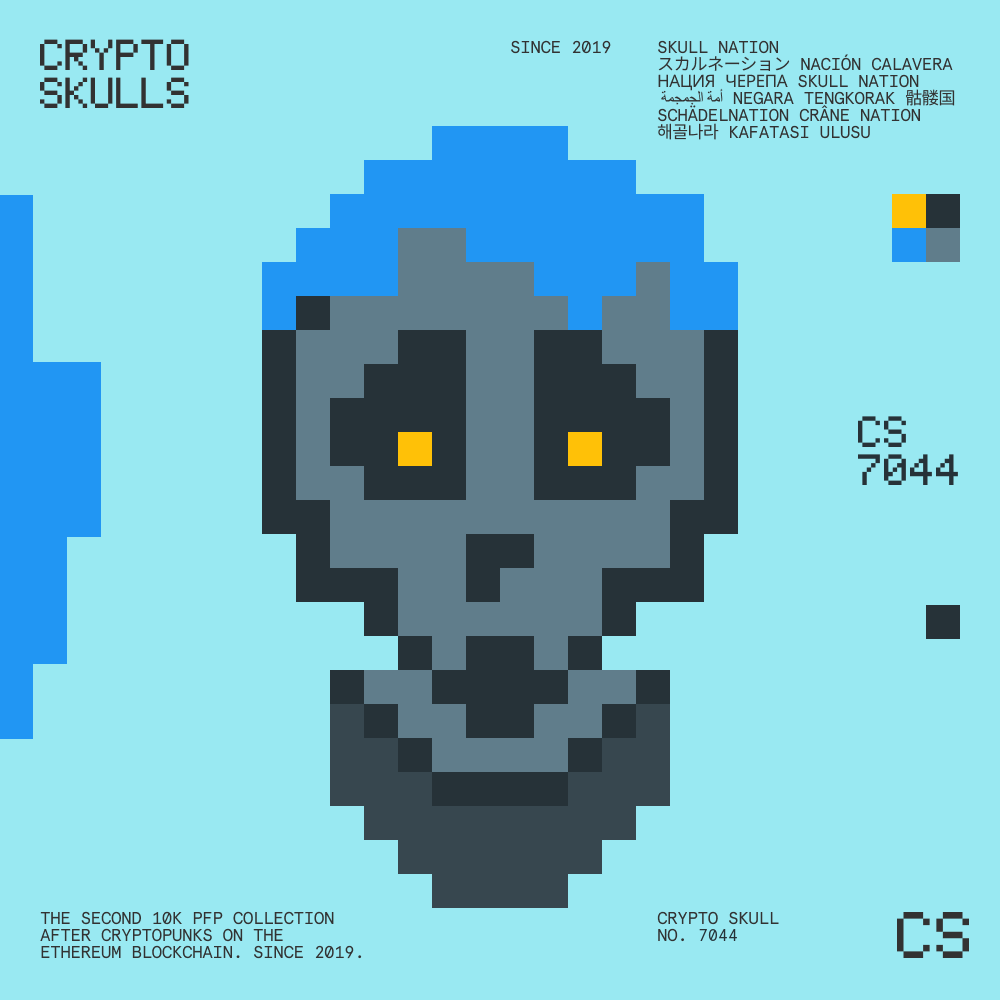 CRYPTO
SKULLS
SINCE 2019
SKULL NATION
スカルネーション NACIÓN CALAVERA
НАЦИЯ ЧЕРЕПА SKULL NATION
أمة الجمجمة NEGARA TENGKORAK 骷髅国
SCHÄDELNATION CRÂNE NATION
해골나라 KAFATASI ULUSU
CS
7044
THE SECOND 10K PFP COLLECTION
AFTER CRYPTOPUNKS ON THE
ETHEREUM BLOCKCHAIN. SINCE 2019.
CRYPTO SKULL
NO. 7044
CS